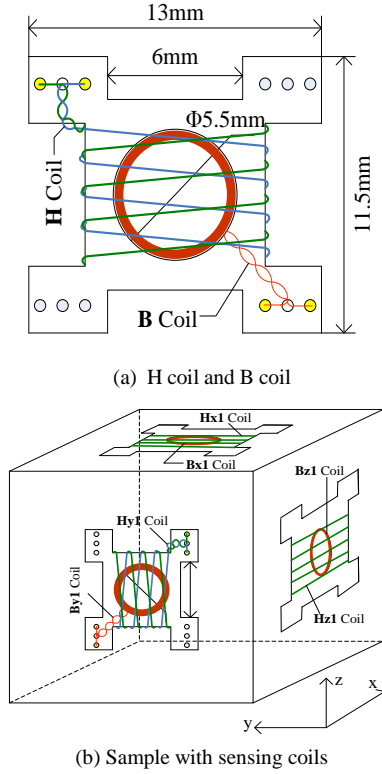 13mm
6mm
Φ5.5mm
H Coil
11.5mm
B Coil
(a) H coil and B coil
Hx1 Coil
Bx1 Coil
Bz1 Coil
Hy1 Coil
By1 Coil
Hz1 Coil
z
x
y
(b) Sample with sensing coils